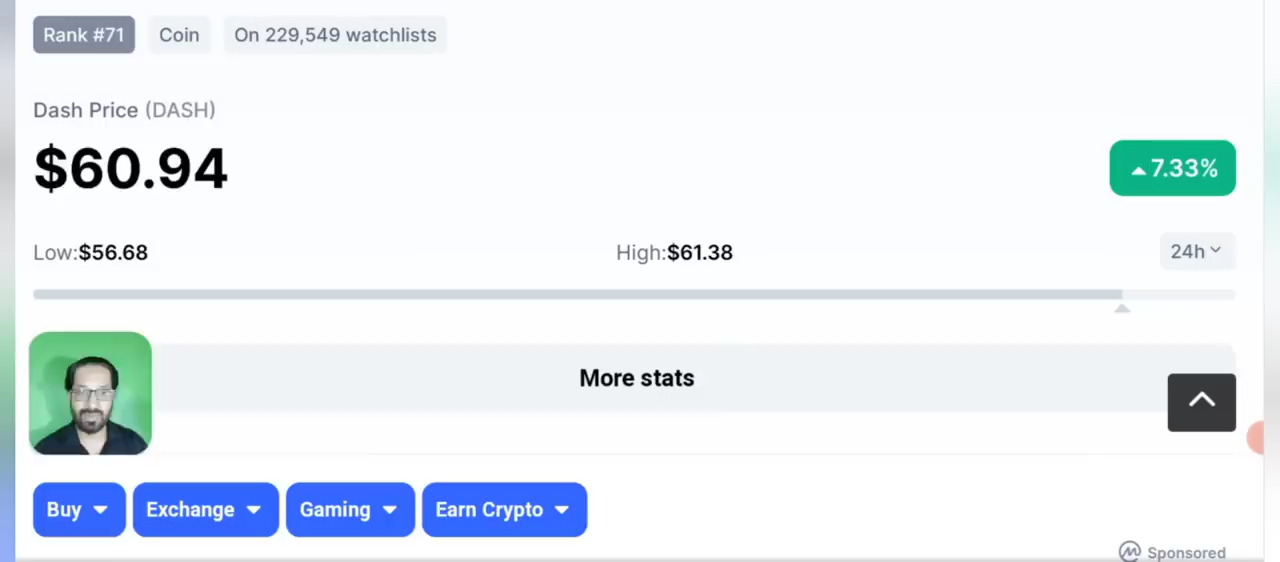 Rank #71 Coin On 229,549 watchlists
Dash Price (DASH)
$60.94 7.33%
Low:$56.68 High:$61.38 24h
More stats
Buy Exchange Gaming Earn Crypto
Sponsored